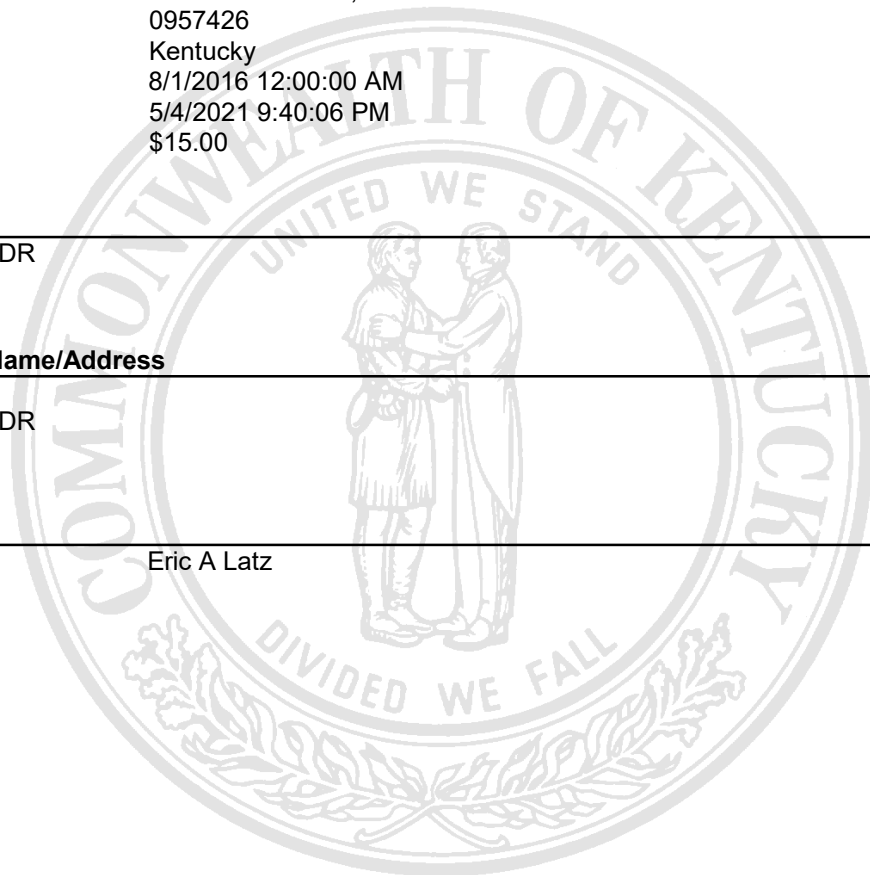 0957426
Kentucky
8/1/2016 12:00:00 AM
5/4/2021 9:40:06 PM
$15.00
DR
Name/Address
DR
Eric A Latz
COMMONWEALTH OF KENTUCKY
UNITED WE STAND
DIVIDED WE FALL